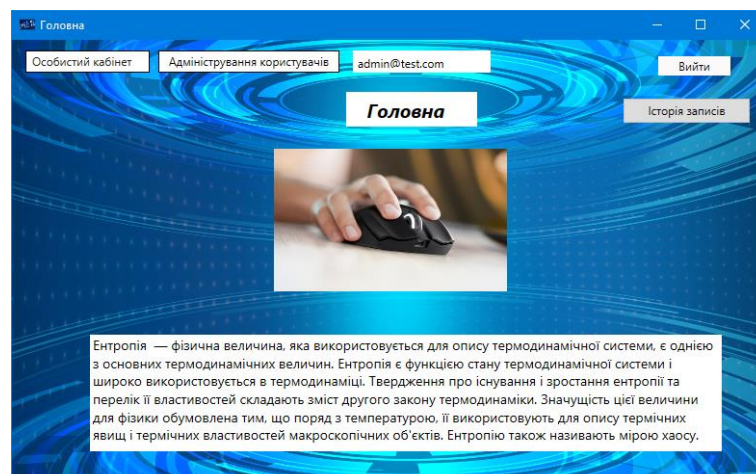 Головна
Особистий кабінет
Адміністрування користувачів
admin@test.com
Вийти
Головна
Історія записів
Ентропія — фізична величина, яка використовується для опису термодинамічної системи, є однією
з основних термодинамічних величин. Ентропія є функцією стану термодинамічної системи і
широко використовується в термодинаміці. Твердження про існування і зростання ентропії та
перелік її властивостей складають зміст другого закону термодинаміки. Значущість цієї величини
для фізики обумовлена тим, що поряд з температурою, її використовують для опису термічних
явищ і термічних властивостей макроскопічних об'єктів. Ентропію також називають мірою хаосу.